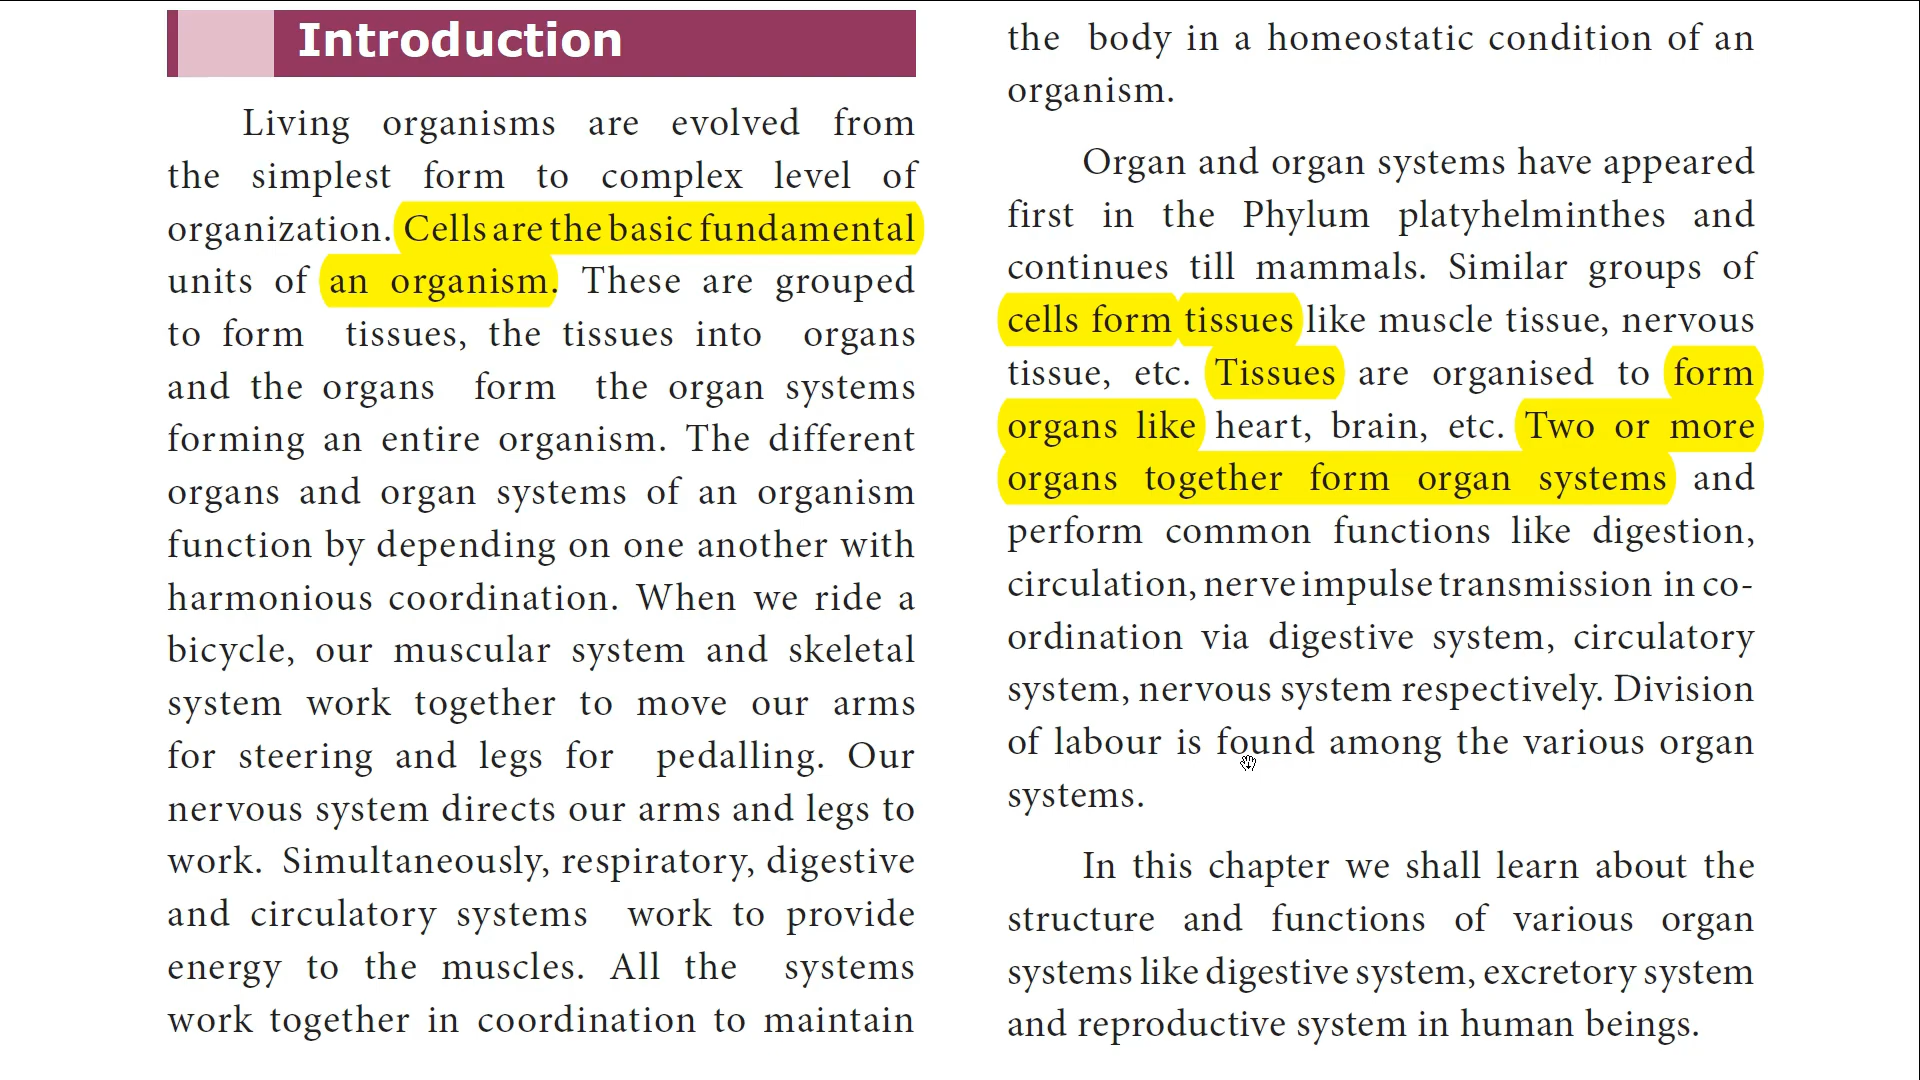 Introduction
Living organisms are evolved from
the simplest form to complex level of
organization. Cells are the basic fundamental
units of an organism. These are grouped
to form tissues, the tissues into organs
and the organs form the organ systems
forming an entire organism. The different
organs and organ systems of an organism
function by depending on one another with
harmonious coordination. When we ride a
bicycle, our muscular system and skeletal
system work together to move our arms
for steering and legs for pedalling. Our
nervous system directs our arms and legs to
work. Simultaneously, respiratory, digestive
and circulatory systems work to provide
energy to the muscles. All the systems
work together in coordination to maintain
the body in a homeostatic condition of an
organism.
Organ and organ systems have appeared
first in the Phylum platyhelminthes and
continues till mammals. Similar groups of
cells form tissues like muscle tissue, nervous
tissue, etc. Tissues are organised to form
organs like heart, brain, etc. Two or more
organs together form organ systems and
perform common functions like digestion,
circulation, nerve impulse transmission in co-
ordination via digestive system, circulatory
system, nervous system respectively. Division
of labour is found among the various organ
systems.
In this chapter we shall learn about the
structure and functions of various organ
systems like digestive system, excretory system
and reproductive system in human beings.